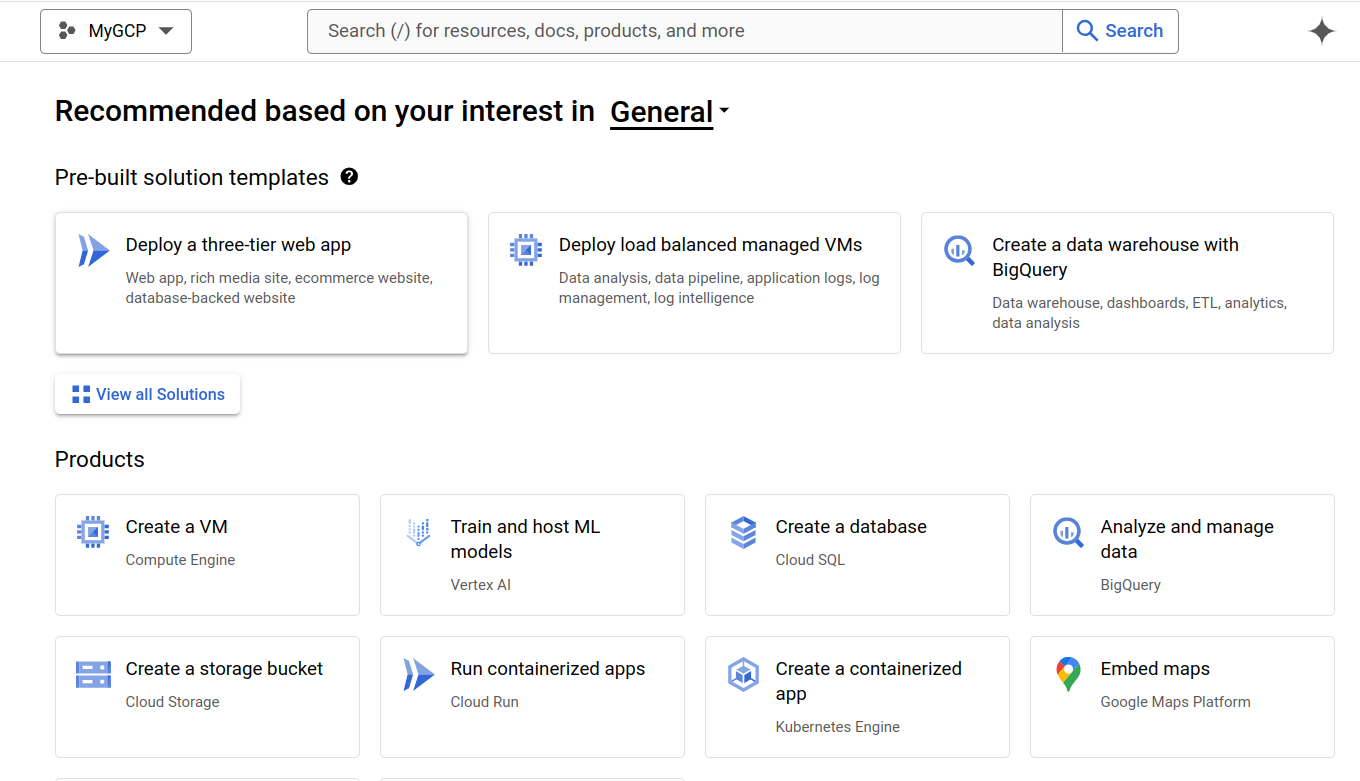 MyGCP
Search (/) for resources, docs, products, and more
Search
Recommended based on your interest in General
Pre-built solution templates
Deploy a three-tier web app
Web app, rich media site, ecommerce website,
database-backed website
Deploy load balanced managed VMs
Data analysis, data pipeline, application logs, log
management, log intelligence
Create a data warehouse with
BigQuery
Data warehouse, dashboards, ETL, analytics,
data analysis
View all Solutions
Products
Create a VM
Compute Engine
Train and host ML
models
Vertex AI
Create a database
Cloud SQL
Analyze and manage
data
BigQuery
Create a storage bucket
Cloud Storage
Run containerized apps
Cloud Run
Create a containerized
app
Kubernetes Engine
Embed maps
Google Maps Platform